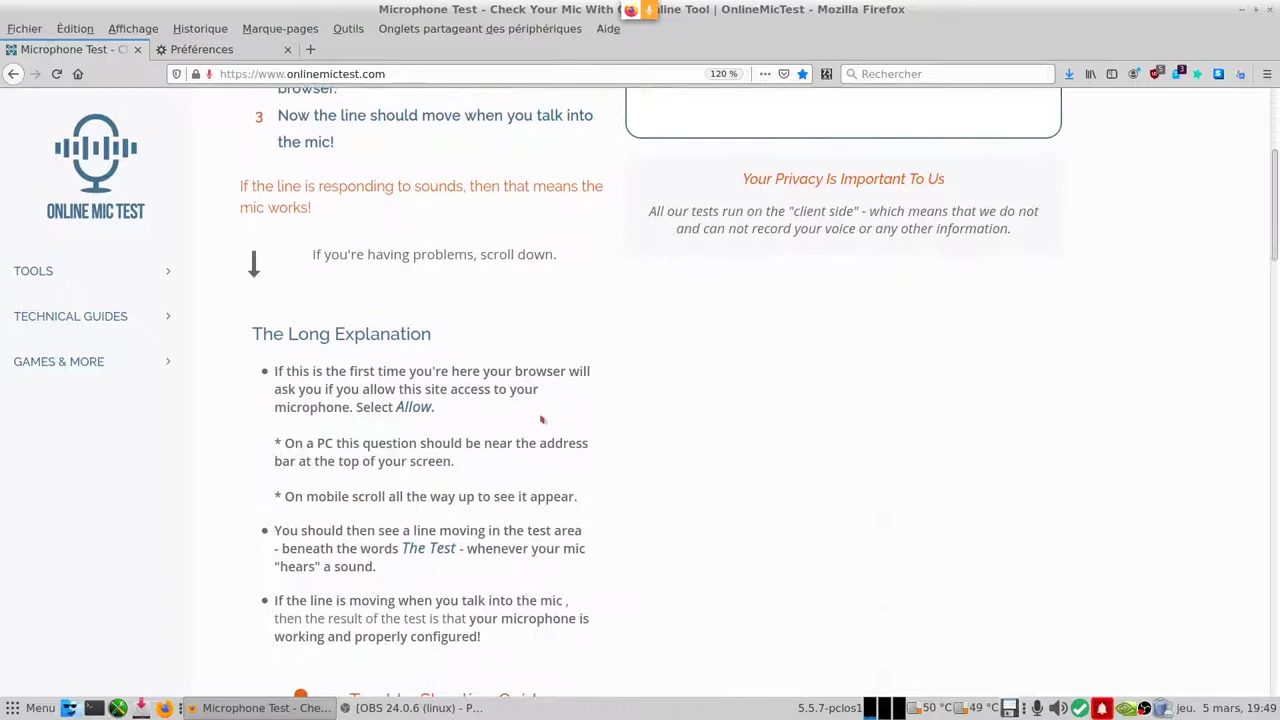 Microphone Test - Check Your Mic With O line Tool | OnlineMicTest - Mozilla Firefox
Fichier Édition Affichage Historique Marque-pages Outils Onglets partageant des périphériques Aide
Microphone Test - C Préférences
https://www.onlinemictest.com 120 % Rechercher
browser.
3 Now the line should move when you talk into
the mic!
If the line is responding to sounds, then that means the
mic works!
If you're having problems, scroll down.
Your Privacy Is Important To Us
All our tests run on the "client side" - which means that we do not
and can not record your voice or any other information.
ONLINE MIC TEST
TOOLS
TECHNICAL GUIDES
GAMES & MORE
The Long Explanation
If this is the first time you're here your browser will
ask you if you allow this site access to your
microphone. Select Allow.
* On a PC this question should be near the address
bar at the top of your screen.
* On mobile scroll all the way up to see it appear.
You should then see a line moving in the test area
- beneath the words The Test - whenever your mic
"hears" a sound.
If the line is moving when you talk into the mic ,
then the result of the test is that your microphone is
working and properly configured!
Menu Microphone Test - Che... [OBS 24.0.6 (linux) - P... 5.5.7-pclos1 50 °C 49 °C jeu. 5 mars, 19:49